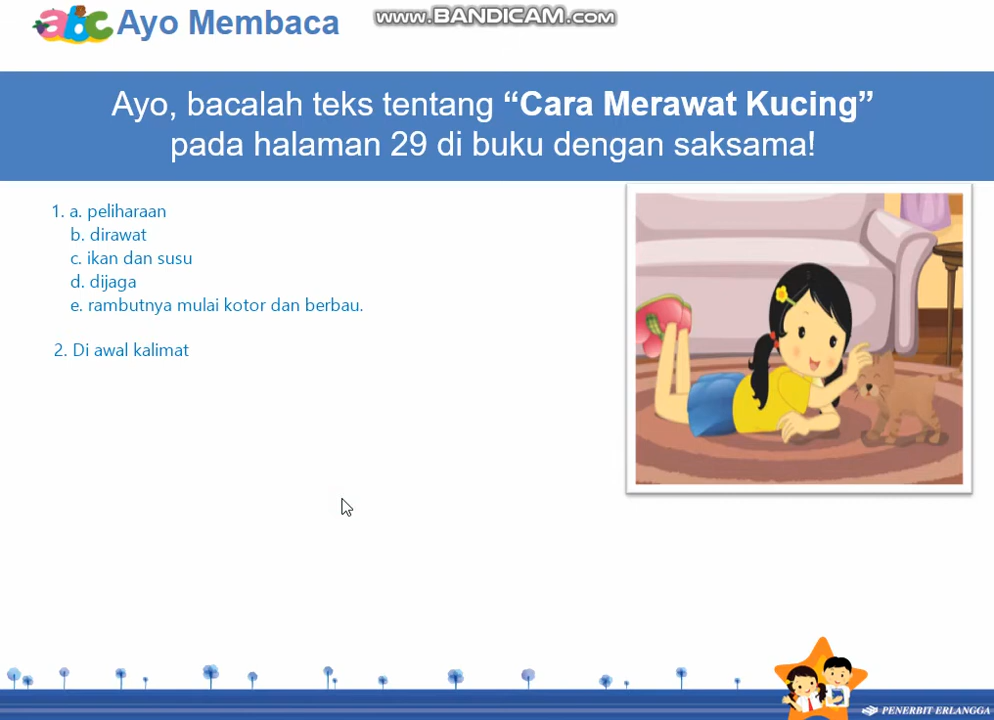 abc Ayo Membaca
www.BANDICAM.com
Ayo, bacalah teks tentang “Cara Merawat Kucing”
pada halaman 29 di buku dengan saksama!
1. a. peliharaan
b. dirawat
c. ikan dan susu
d. dijaga
e. rambutnya mulai kotor dan berbau.
2. Di awal kalimat
PENERBIT ERLANGGA